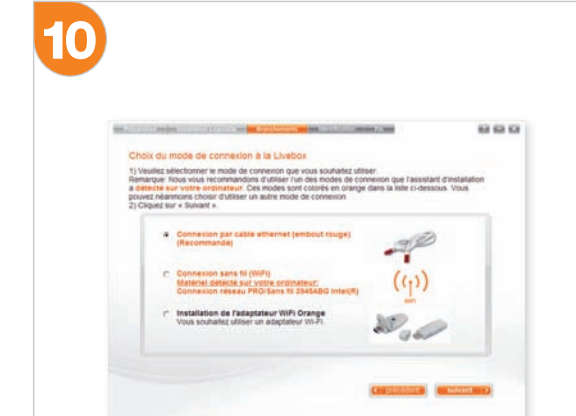 10
Branchements
Choix du mode de connexion à la Livebox
1) Veuillez sélectionner le mode de connexion que vous souhaitez utiliser.
Remarque: Nous vous recommandons d'utiliser l'un des modes de connexion que l'assistant d'installation
a détecté sur votre ordinateur. Ces modes sont colorés en orange dans la liste ci-dessous. Vous
pouvez néanmoins choisir d'utiliser un autre mode de connexion
2) Cliquez sur « Suivant ».
Connexion par câble ethernet (embout rouge)
(Recommandé)
Connexion sans fil (WiFi)
Matériel détecté sur votre ordinateur:
Connexion réseau PRO/Sans fil 3945ABG Intel(R)
WiFi
Installation de l'adaptateur WiFi Orange
Vous souhaitez utiliser un adaptateur Wi-Fi.
précédent
suivant